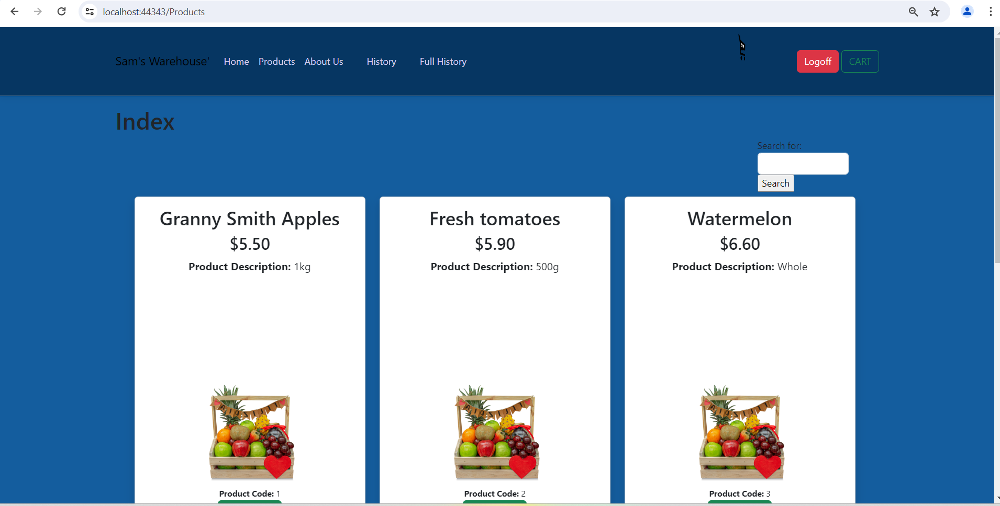 localhost:44343/Products
Sam's Warehouse' Home Products About Us History Full History Logoff CART
Index
Search for:
Search
Granny Smith Apples
$5.50
Product Description: 1kg
Product Code: 1
Fresh tomatoes
$5.90
Product Description: 500g
Product Code: 2
Watermelon
$6.60
Product Description: Whole
Product Code: 3